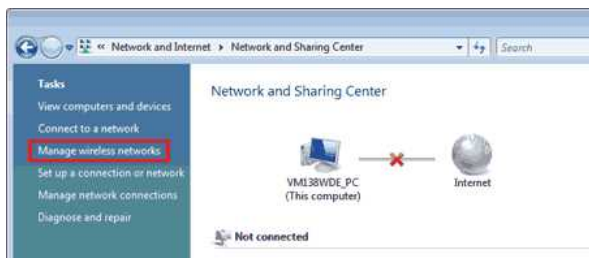 « Network and Internet › Network and Sharing Center
Search
Tasks
View computers and devices
Connect to a network
Manage wireless networks
Set up a connection or network
Manage network connections
Diagnose and repair
Network and Sharing Center
VM138WDE_PC
(This computer)
Internet
Not connected